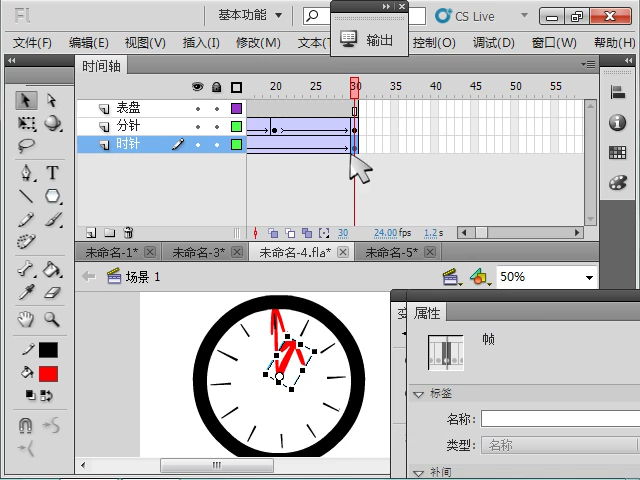 Fl 基本功能 CS Live
输出
文件(F) 编辑(E) 视图(V) 插入(I) 修改(M) 文本(T 控制(O) 调试(D) 窗口(W) 帮助(H)
时间轴
20 25 30 35 40 45 50 55
表盘
分针
时针
30 24.00 fps 1.2 s
未命名-1* 未命名-3* 未命名-4.fla* 未命名-5*
场景 1 50%
属性
帧
标签
名称:
类型: 名称
补间